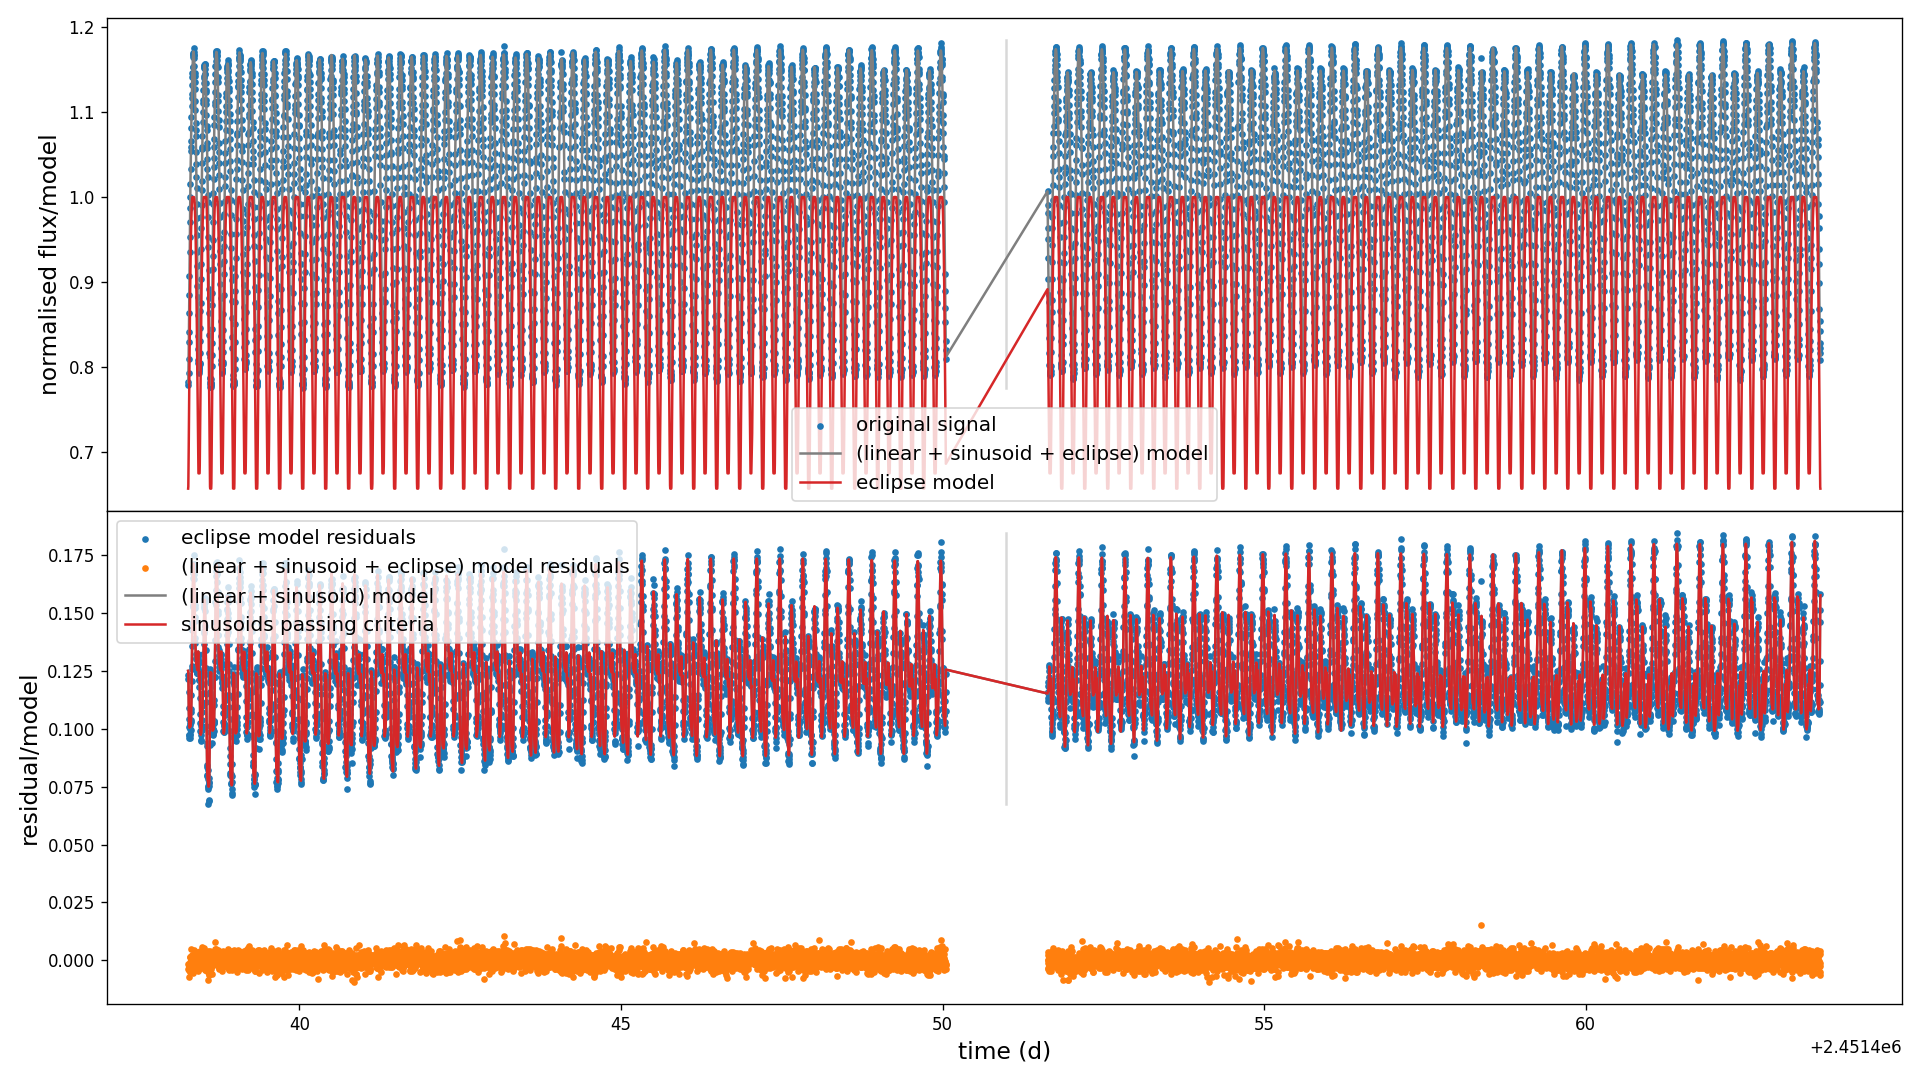 1.2
1.1
1.0
0.9
0.8
0.7
normalised flux/model
original signal
(linear + sinusoid + eclipse) model
eclipse model
eclipse model residuals
(linear + sinusoid + eclipse) model residuals
(linear + sinusoid) model
sinusoids passing criteria
0.175
0.150
0.125
0.100
0.075
0.050
0.025
0.000
residual/model
40
45
50
55
60
time (d)
+2.4514e6